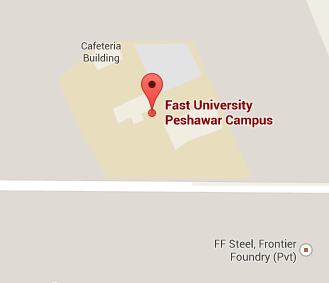 Cafeteria
Building
Fast University
Peshawar Campus
FF Steel, Frontier
Foundry (Pvt)